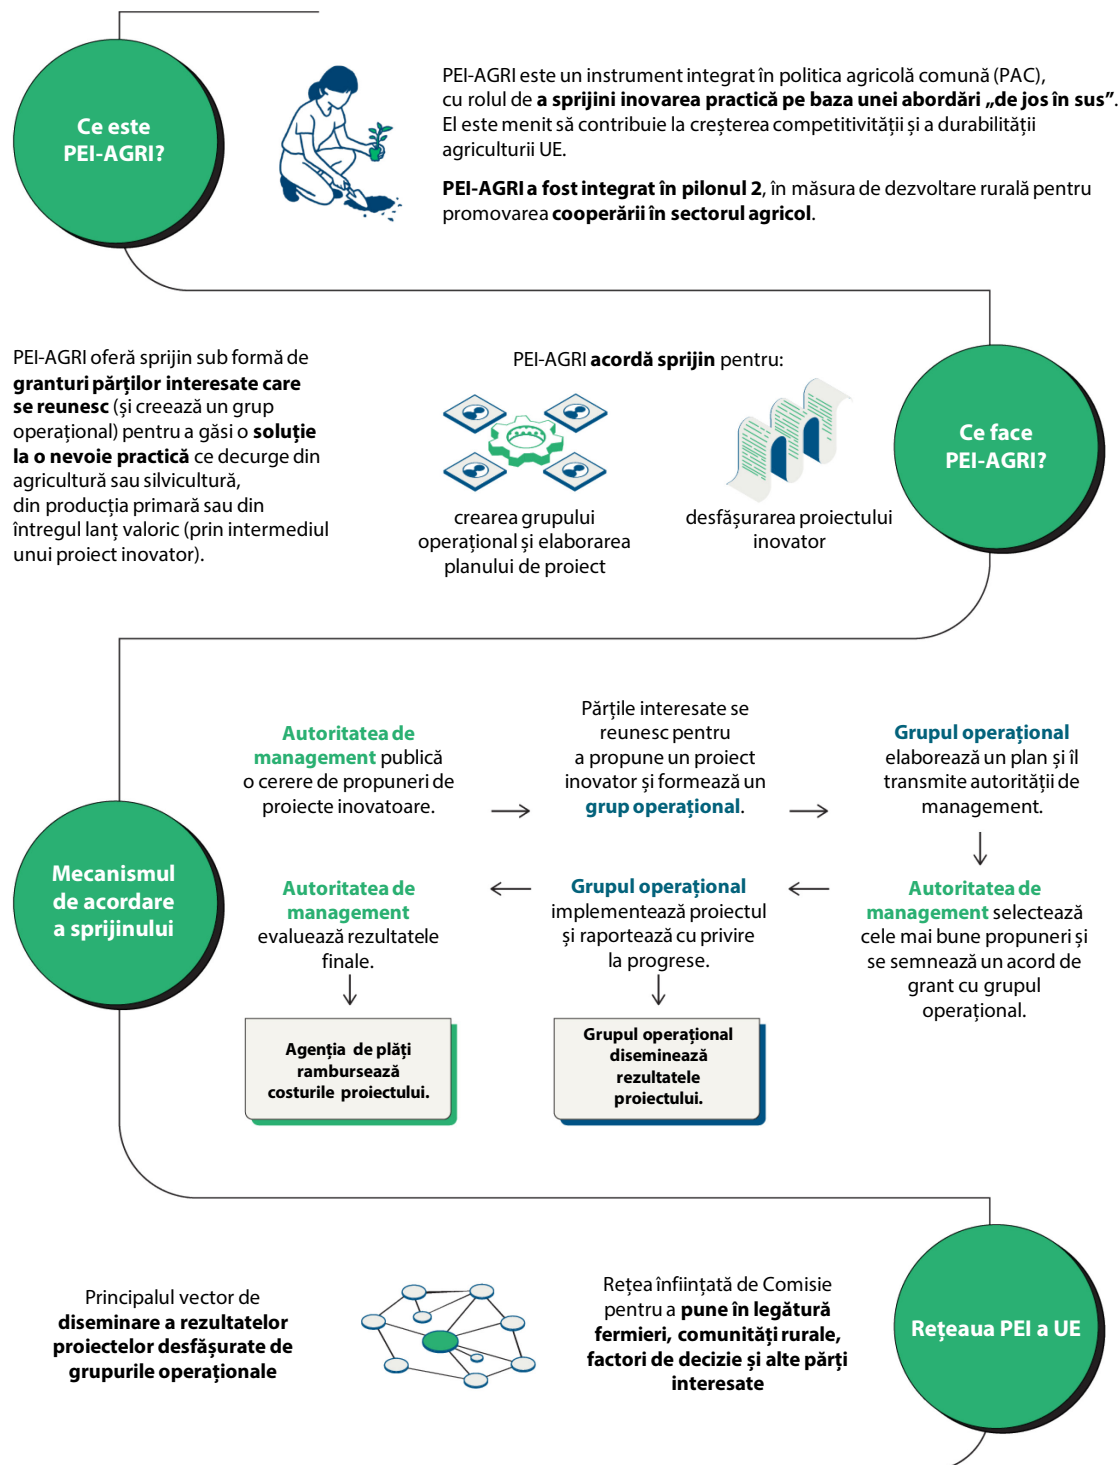 Ce este
PEI-AGRI?
PEI-AGRI este un instrument integrat în politica agricolă comună (PAC),
cu rolul de a sprijini inovarea practică pe baza unei abordări „de jos în sus”.
El este menit să contribuie la creșterea competitivității și a durabilității
agriculturii UE.
PEI-AGRI a fost integrat în pilonul 2, în măsura de dezvoltare rurală pentru
promovarea cooperării în sectorul agricol.
PEI-AGRI oferă sprijin sub formă de
granturi părților interesate care
se reunesc (și creează un grup
operațional) pentru a găsi o soluție
la o nevoie practică ce decurge din
agricultură sau silvicultură,
din producția primară sau din
întregul lanț valoric (prin intermediul
unui proiect inovator).
PEI-AGRI acordă sprijin pentru:
crearea grupului
operațional și elaborarea
planului de proiect
desfășurarea proiectului
inovator
Ce face
PEI-AGRI?
Mecanismul
de acordare
a sprijinului
Autoritatea de
management publică
o cerere de propuneri de
proiecte inovatoare.
Părțile interesate se
reunesc pentru
a propune un proiect
inovator și formează un
grup operațional.
Grupul operațional
elaborează un plan și îl
transmite autorității de
management.
Autoritatea de
management selectează
cele mai bune propuneri și
se semnează un acord de
grant cu grupul
operațional.
Grupul operațional
implementează proiectul
și raportează cu privire
la progrese.
Autoritatea de
management
evaluează rezultatele
finale.
Agenția de plăți
rambursează
costurile proiectului.
Grupul operațional
diseminează
rezultatele
proiectului.
Principalul vector de
diseminare a rezultatelor
proiectelor desfășurate de
grupurile operaționale
Rețea înființată de Comisie
pentru a pune în legătură
fermieri, comunități rurale,
factori de decizie și alte părți
interesate
Rețeaua PEI a UE